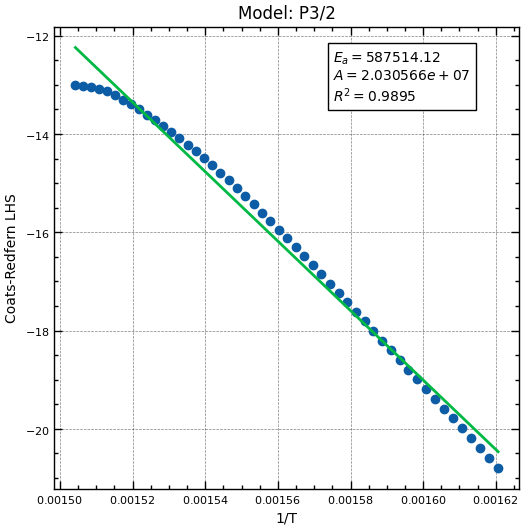 Model: P3/2
E_a = 587514.12
A = 2.030566e + 07
R² = 0.9895
Coats-Redfern LHS
−12
−14
−16
−18
−20
0.00150 0.00152 0.00154 0.00156 0.00158 0.00160 0.00162
1/T